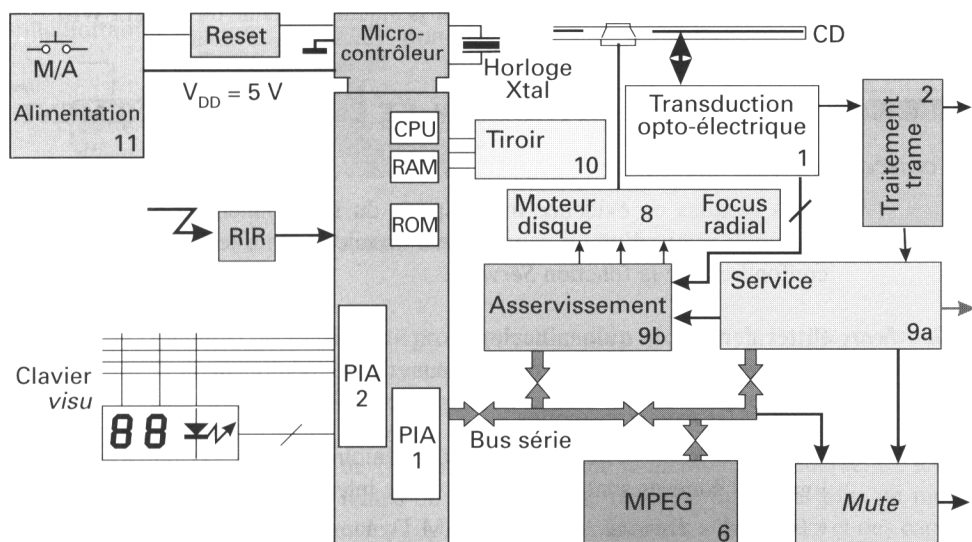 M/A
Alimentation
11
Reset
V_DD = 5 V
Micro-
contrôleur
Horloge
Xtal
CD
Transduction
opto-électrique
1
2
Traitement
trame
CPU
RAM
ROM
Tiroir
10
Moteur
disque
8
Focus
radial
RIR
Asservissement
9b
Service
9a
Clavier
visu
88
PIA
2
PIA
1
Bus série
MPEG
6
Mute